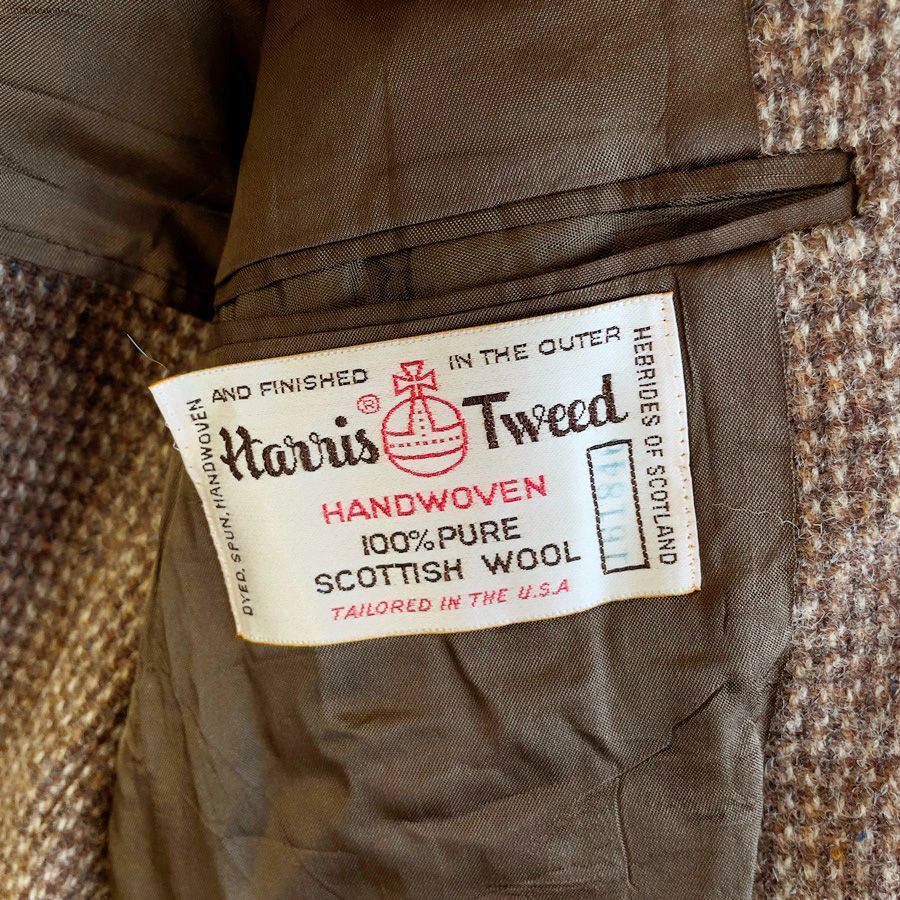 DYED, SPUN, HANDWOVEN
AND FINISHED
IN THE OUTER
HEBRIDES OF SCOTLAND
Harris® Tweed
HANDWOVEN
100% PURE
SCOTTISH WOOL
TAILORED IN THE U.S.A